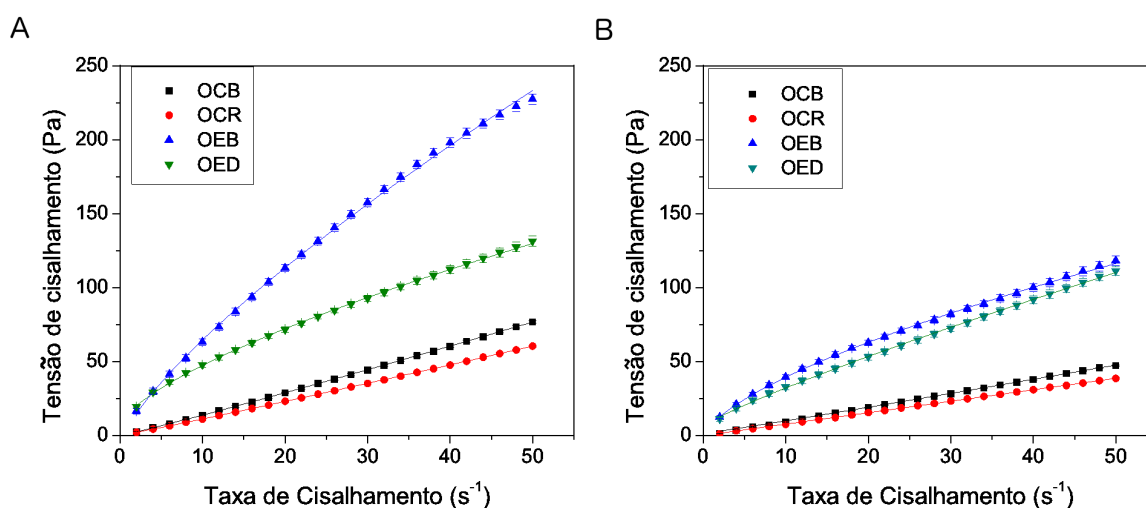 A
Tensão de cisalhamento (Pa)
250
200
150
100
50
0
OCB
OCR
OEB
OED
0 10 20 30 40 50
Taxa de Cisalhamento (s⁻¹)
B
Tensão de cisalhamento (Pa)
250
200
150
100
50
0
OCB
OCR
OEB
OED
0 10 20 30 40 50
Taxa de Cisalhamento (s⁻¹)